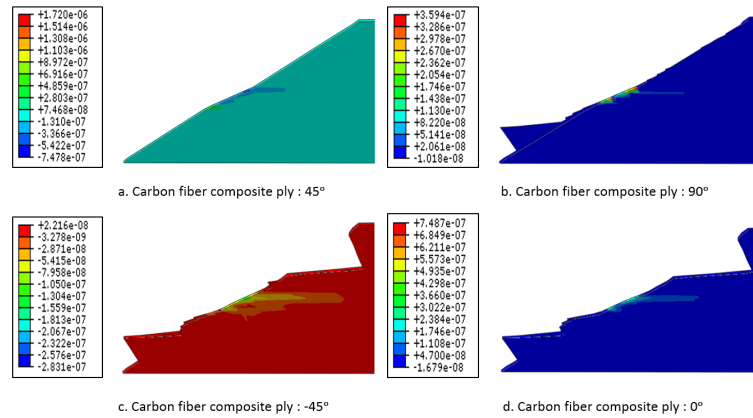 +1.720e-06
+1.514e-06
+1.308e-06
+1.103e-06
+8.972e-07
+6.916e-07
+4.859e-07
+2.803e-07
+7.468e-08
-1.310e-07
-3.366e-07
-5.422e-07
-7.478e-07
+3.594e-07
+3.286e-07
+2.978e-07
+2.670e-07
+2.362e-07
+2.054e-07
+1.746e-07
+1.438e-07
+1.130e-07
+8.220e-08
+5.141e-08
+2.061e-08
-1.018e-08
a. Carbon fiber composite ply : 45°
b. Carbon fiber composite ply : 90°
+2.216e-08
-3.278e-09
-2.871e-08
-5.415e-08
-7.958e-08
-1.050e-07
-1.304e-07
-1.559e-07
-1.813e-07
-2.067e-07
-2.322e-07
-2.576e-07
-2.831e-07
+7.487e-07
+6.849e-07
+6.211e-07
+5.573e-07
+4.935e-07
+4.298e-07
+3.660e-07
+3.022e-07
+2.384e-07
+1.746e-07
+1.108e-07
+4.700e-08
-1.679e-08
c. Carbon fiber composite ply : -45°
d. Carbon fiber composite ply : 0°